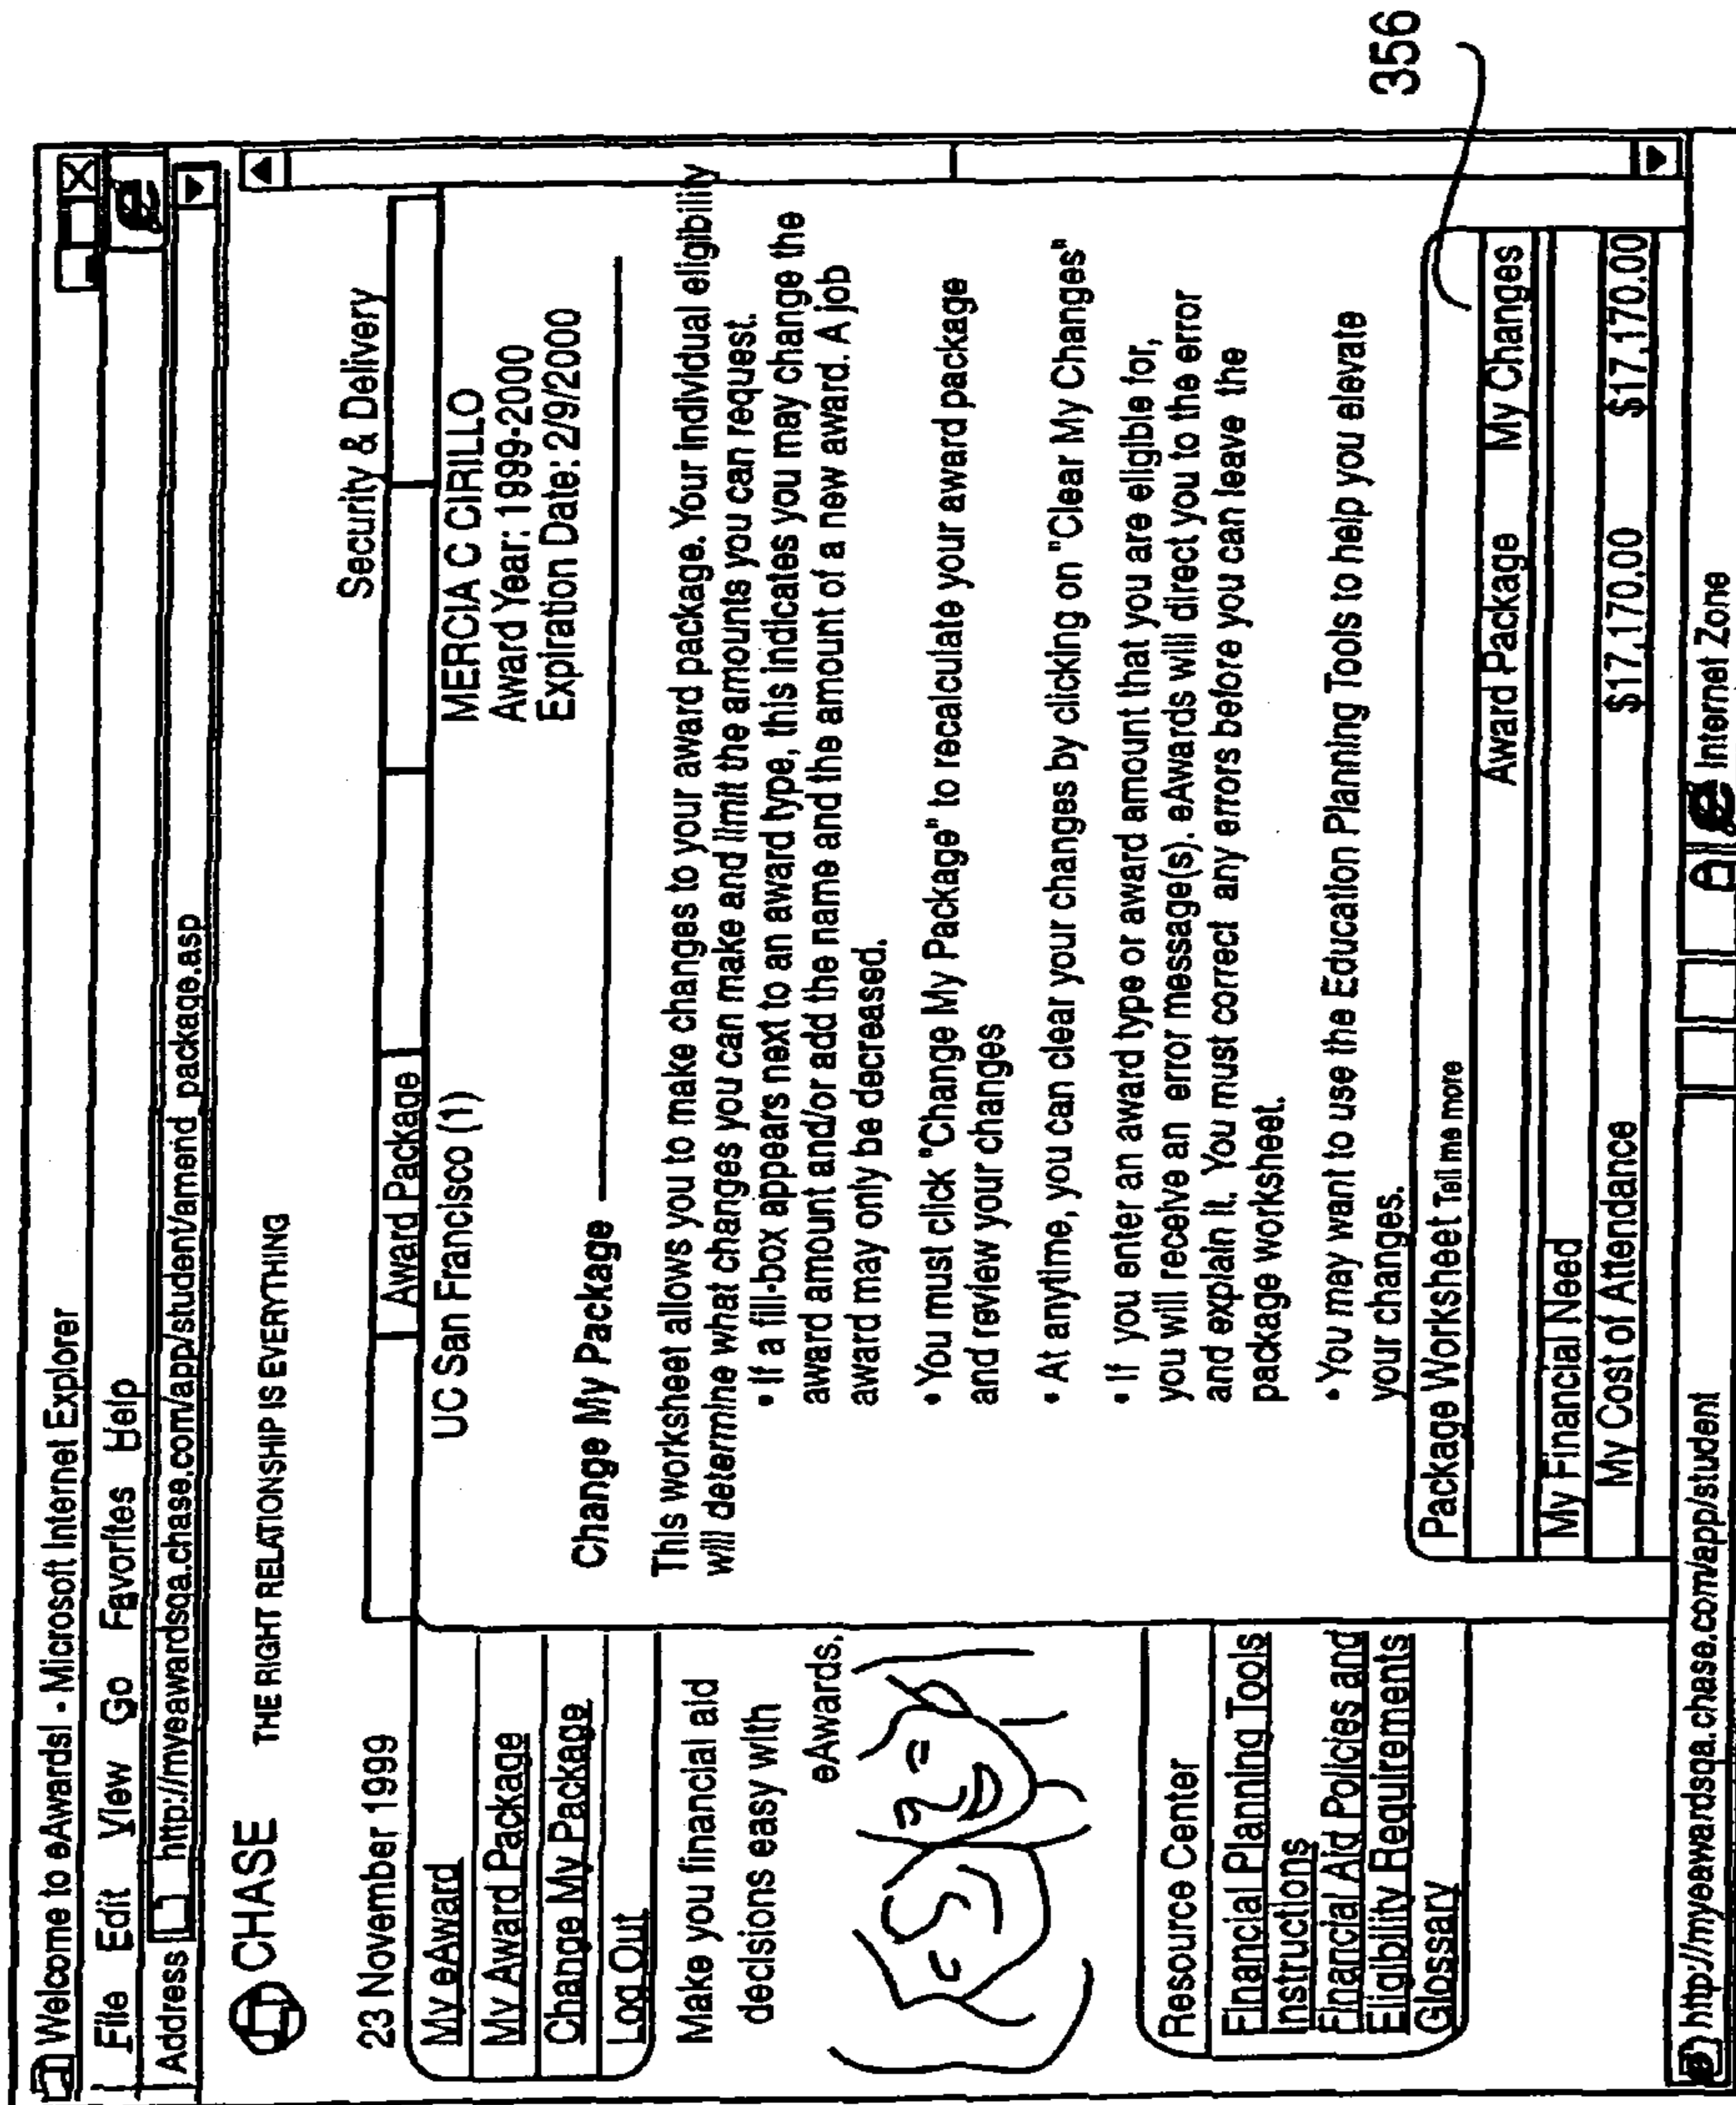 Welcome to eAwards! - Microsoft Internet Explorer
File Edit View Go Favorites Help
Address http://myeawardsqa.chase.com/app/student/amend_package.asp
CHASE THE RIGHT RELATIONSHIP IS EVERYTHING
23 November 1999
My eAward
My Award Package
Change My Package
Log Out
Make you financial aid
decisions easy with
eAwards.
Resource Center
Financial Planning Tools
Instructions
Financial Aid Policies and
Eligibility Requirements
Glossary
Security & Delivery
Award Package
UC San Francisco (1)
MERCIA C CIRILLO
Award Year: 1999-2000
Expiration Date: 2/9/2000
Change My Package
This worksheet allows you to make changes to your award package. Your individual eligibility
will determine what changes you can make and limit the amounts you can request.
• If a fill-box appears next to an award type, this indicates you may change the
award amount and/or add the name and the amount of a new award. A job
award may only be decreased.
• You must click "Change My Package" to recalculate your award package
and review your changes
• At anytime, you can clear your changes by clicking on "Clear My Changes"
• If you enter an award type or award amount that you are eligible for,
you will receive an error message(s). eAwards will direct you to the error
and explain it. You must correct any errors before you can leave the
package worksheet.
• You may want to use the Education Planning Tools to help you elevate
your changes.
Package Worksheet Tell me more
Award Package My Changes
My Financial Need
My Cost of Attendance $17,170.00 $17,170.00
356
http://myeawardsqa.chase.com/app/student
Internet Zone